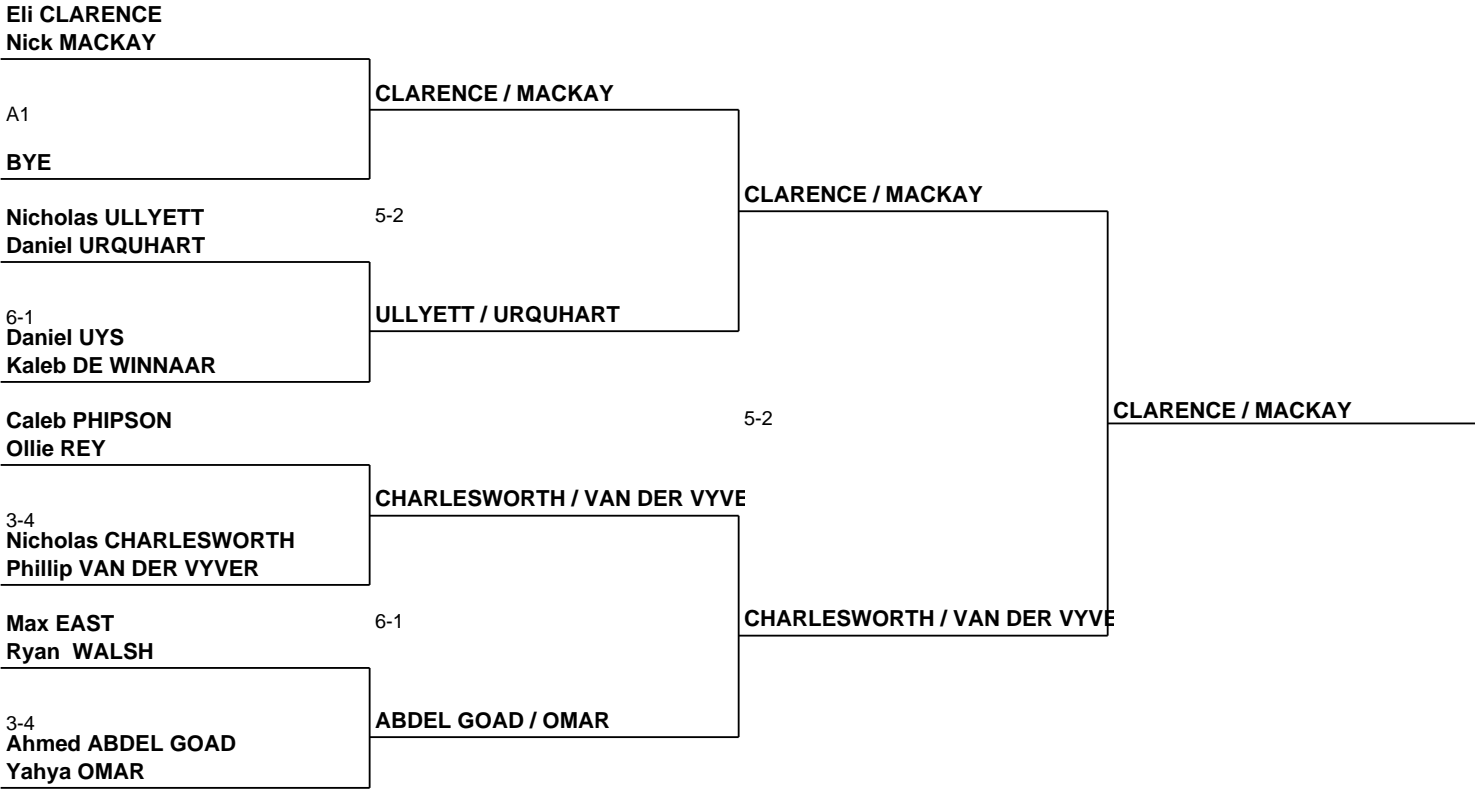 Eli CLARENCE
Nick MACKAY
CLARENCE / MACKAY
A1
BYE
CLARENCE / MACKAY
Nicholas ULLYETT
5-2
Daniel URQUHART
ULLYETT / URQUHART
6-1
Daniel UYS
Kaleb DE WINNAAR
CLARENCE / MACKAY
Caleb PHIPSON
5-2
Ollie REY
CHARLESWORTH / VAN DER VYVE
3-4
Nicholas CHARLESWORTH
Phillip VAN DER VYVER
Max EAST
6-1
CHARLESWORTH / VAN DER VYVE
Ryan WALSH
ABDEL GOAD / OMAR
3-4
Ahmed ABDEL GOAD
Yahya OMAR